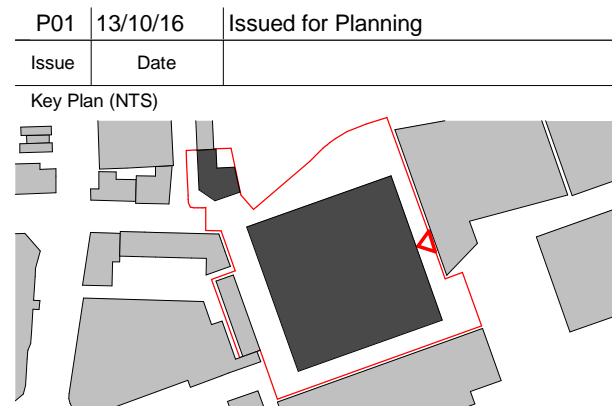 P01 13/10/16 Issued for Planning
Issue Date
Key Plan (NTS)